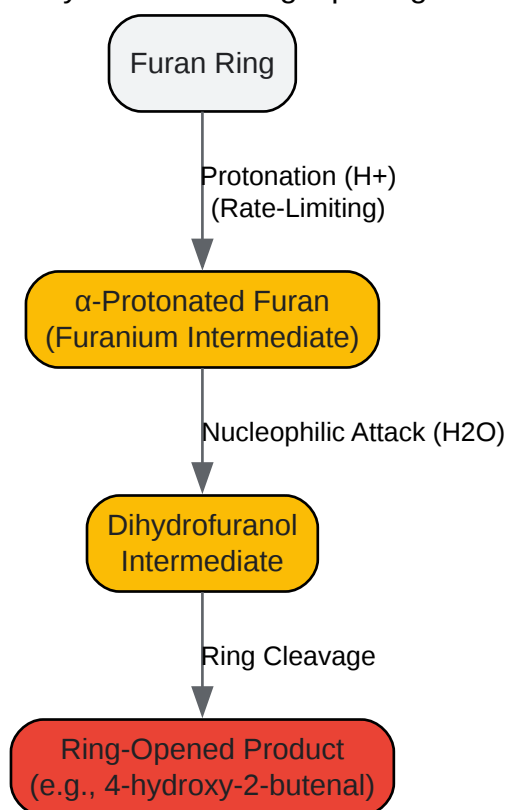 Furan Ring
Protonation (H+)
(Rate-Limiting)
α-Protonated Furan
(Furanium Intermediate)
Nucleophilic Attack (H2O)
Dihydrofuranol
Intermediate
Ring Cleavage
Ring-Opened Product
(e.g., 4-hydroxy-2-butenal)